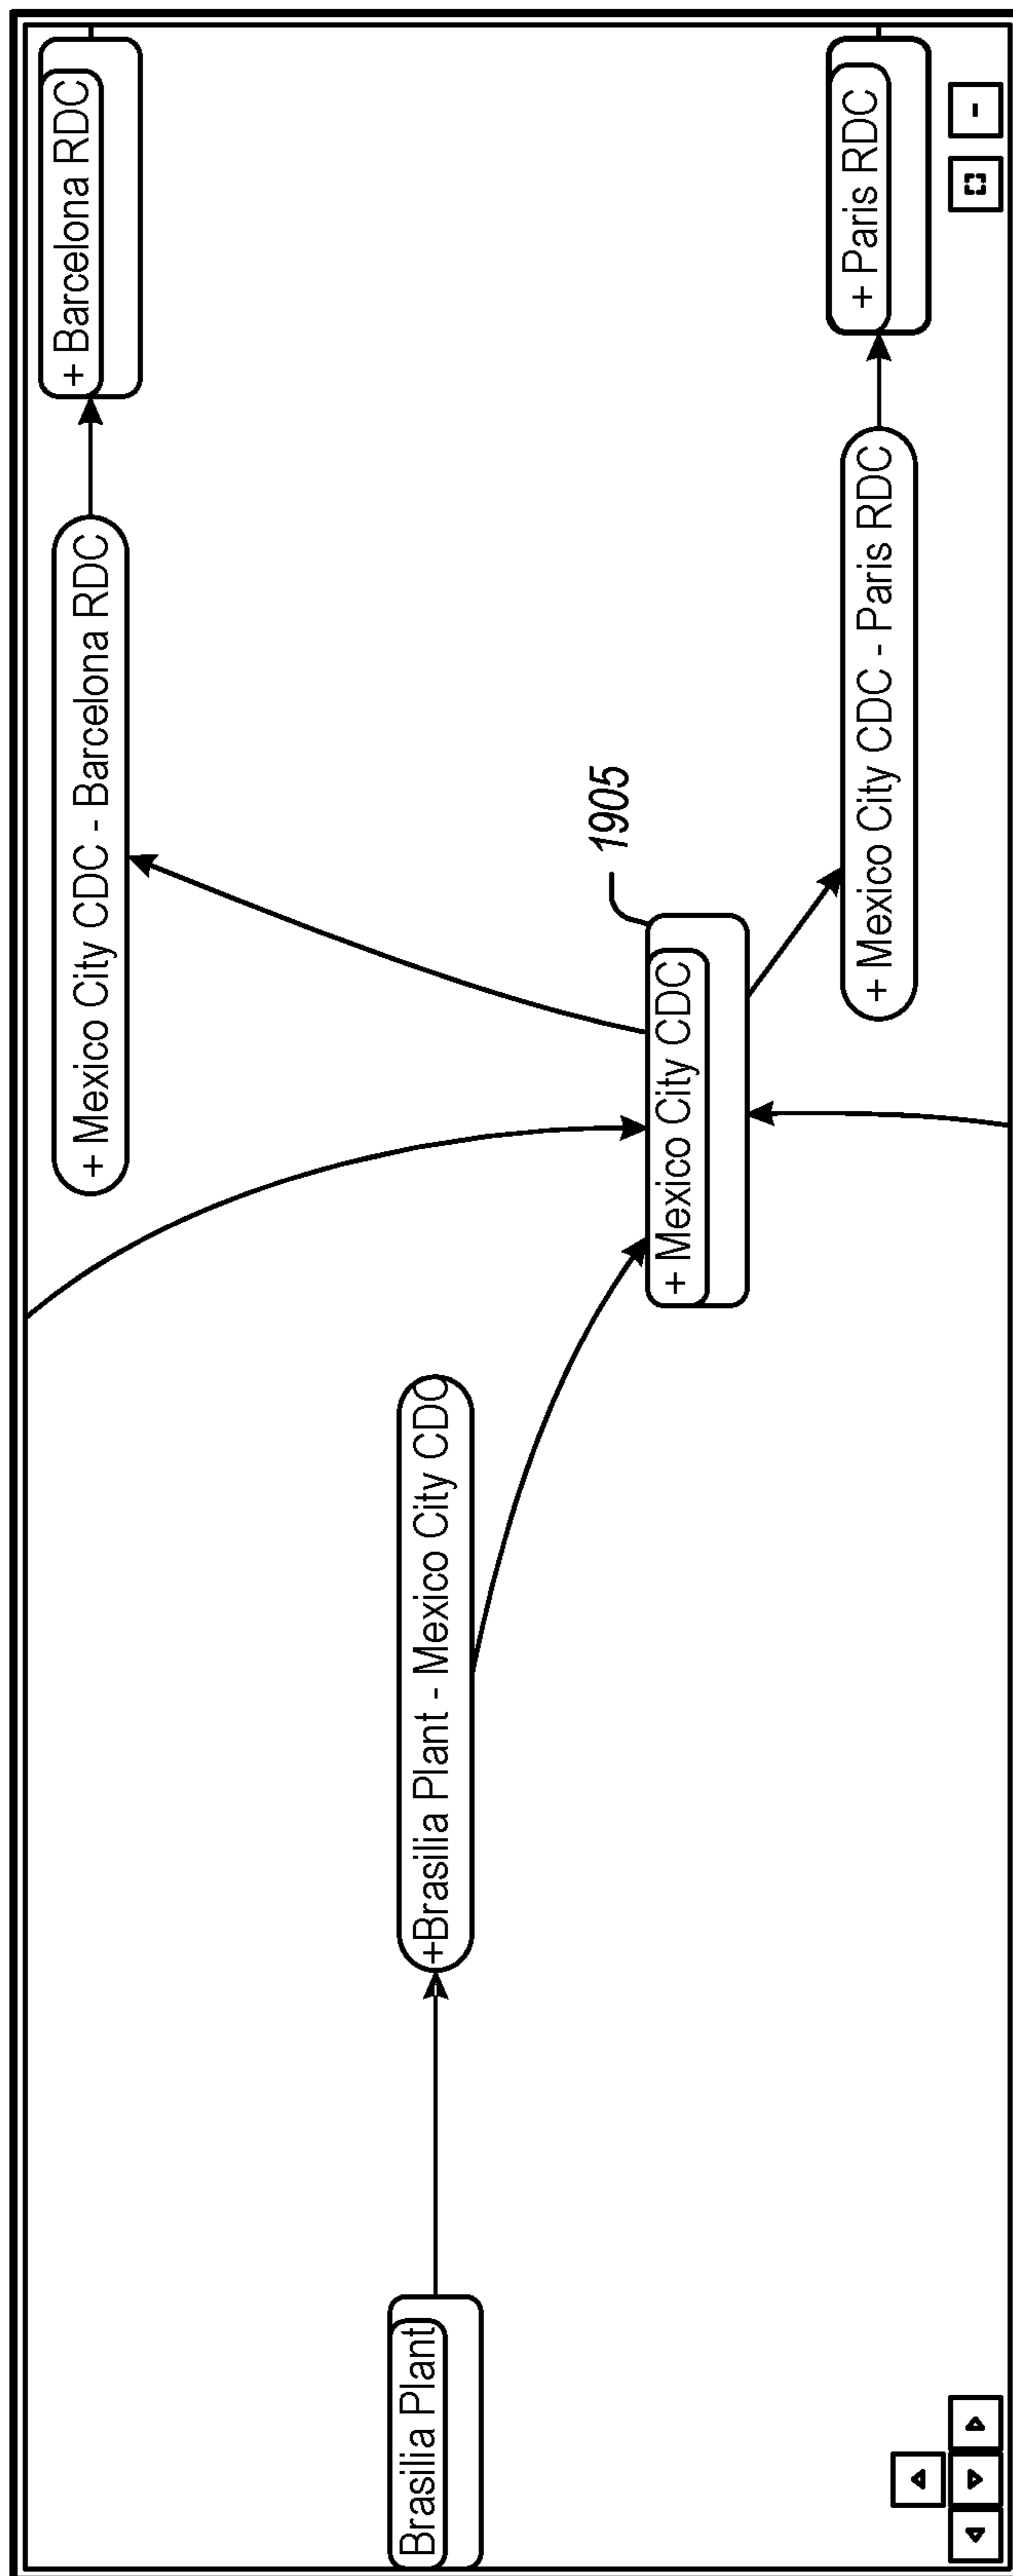 + Barcelona RDC
+ Mexico City CDC - Barcelona RDC
Brasilia Plant
+Brasilia Plant - Mexico City CDC
1905
+ Mexico City CDC
+ Mexico City CDC - Paris RDC
+ Paris RDC
-